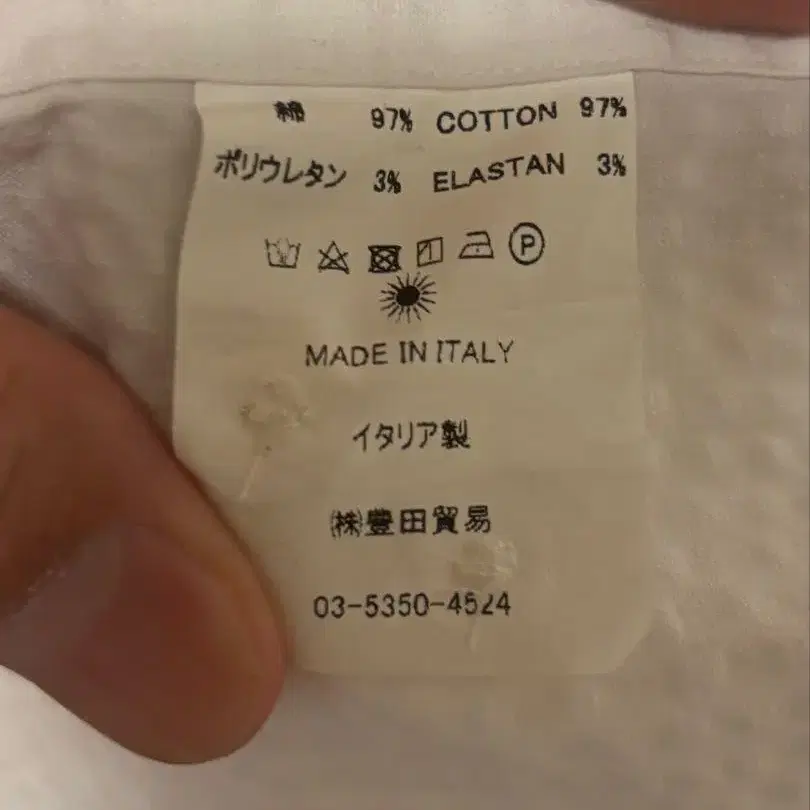 綿 97% COTTON 97%
ポリウレタン 3% ELASTAN 3%
P
MADE IN ITALY
イタリア製
㈱豊田貿易
03-5350-4524